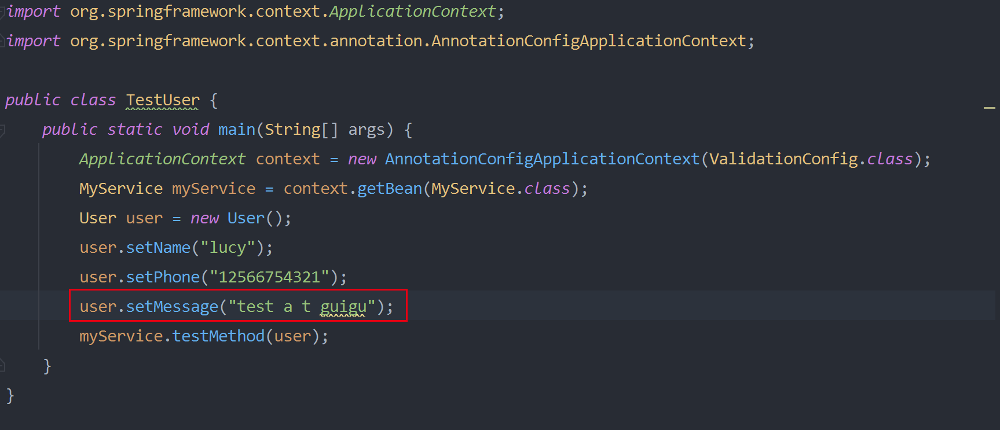 import org.springframework.context.ApplicationContext;
import org.springframework.context.annotation.AnnotationConfigApplicationContext;
public class TestUser {
public static void main(String[] args) {
ApplicationContext context = new AnnotationConfigApplicationContext(ValidationConfig.class);
MyService myService = context.getBean(MyService.class);
User user = new User();
user.setName("lucy");
user.setPhone("12566754321");
user.setMessage("test a t guigu");
myService.testMethod(user);
}
}